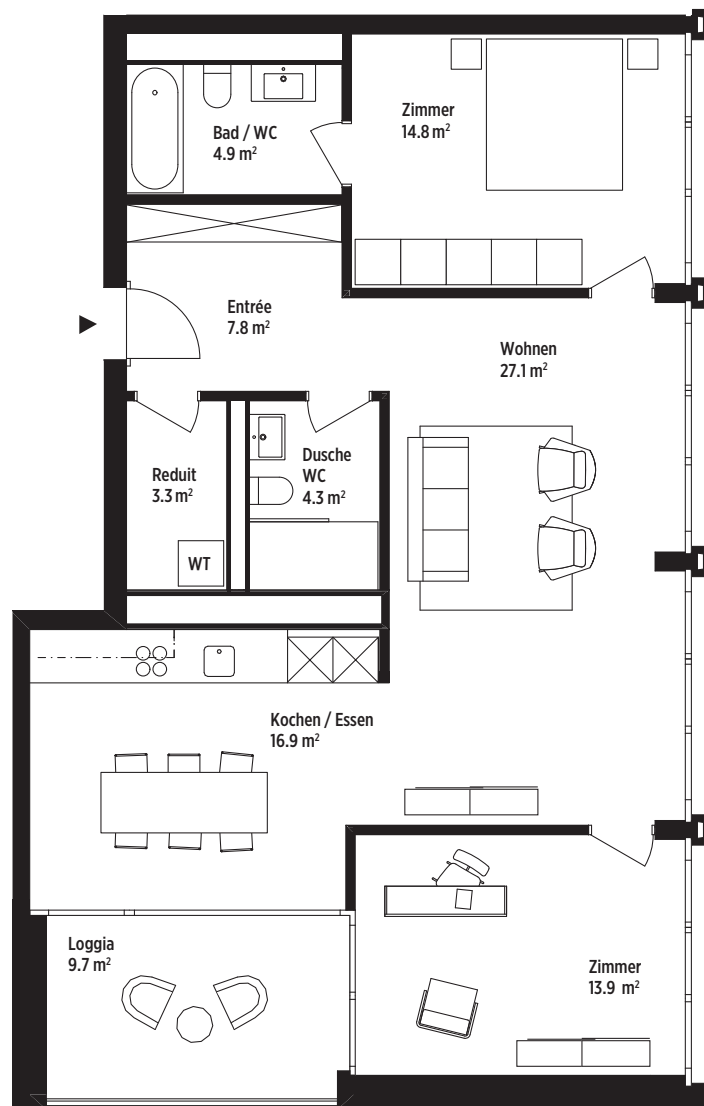 Zimmer
14.8 m²
Bad / WC
4.9 m²
Entrée
7.8 m²
Wohnen
27.1 m²
Reduit
3.3 m²
Dusche
WC
4.3 m²
WT
Kochen / Essen
16.9 m²
Loggia
9.7 m²
Zimmer
13.9 m²